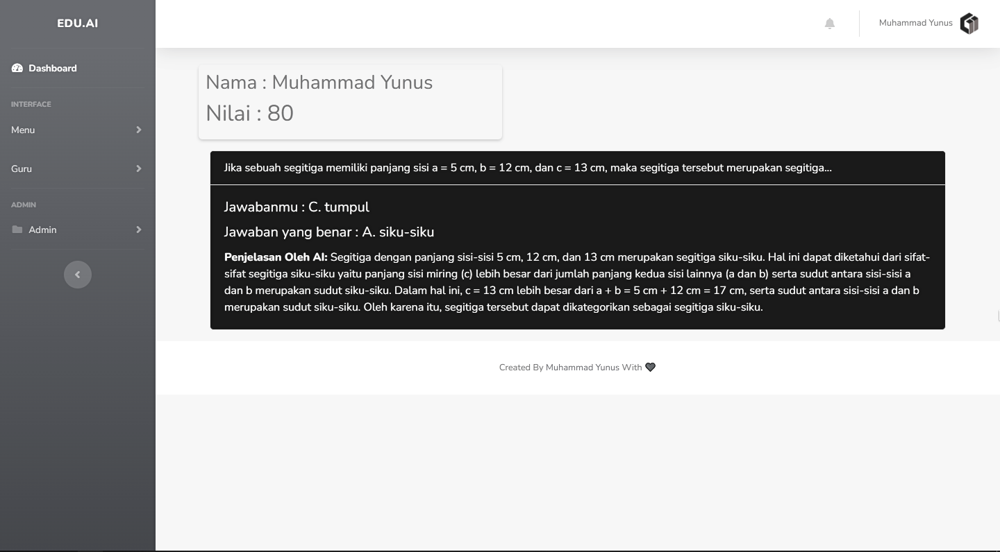 EDU.AI
Muhammad Yunus
Dashboard
INTERFACE
Menu
Guru
ADMIN
Admin
Nama : Muhammad Yunus
Nilai : 80
Jika sebuah segitiga memiliki panjang sisi a = 5 cm, b = 12 cm, dan c = 13 cm, maka segitiga tersebut merupakan segitiga...
Jawabanmu : C. tumpul
Jawaban yang benar : A. siku-siku
Penjelasan Oleh AI: Segitiga dengan panjang sisi-sisi 5 cm, 12 cm, dan 13 cm merupakan segitiga siku-siku. Hal ini dapat diketahui dari sifat-
sifat segitiga siku-siku yaitu panjang sisi miring (c) lebih besar dari jumlah panjang kedua sisi lainnya (a dan b) serta sudut antara sisi-sisi a
dan b merupakan sudut siku-siku. Dalam hal ini, c = 13 cm lebih besar dari a + b = 5 cm + 12 cm = 17 cm, serta sudut antara sisi-sisi a dan b
merupakan sudut siku-siku. Oleh karena itu, segitiga tersebut dapat dikategorikan sebagai segitiga siku-siku.
Created By Muhammad Yunus With 🖤